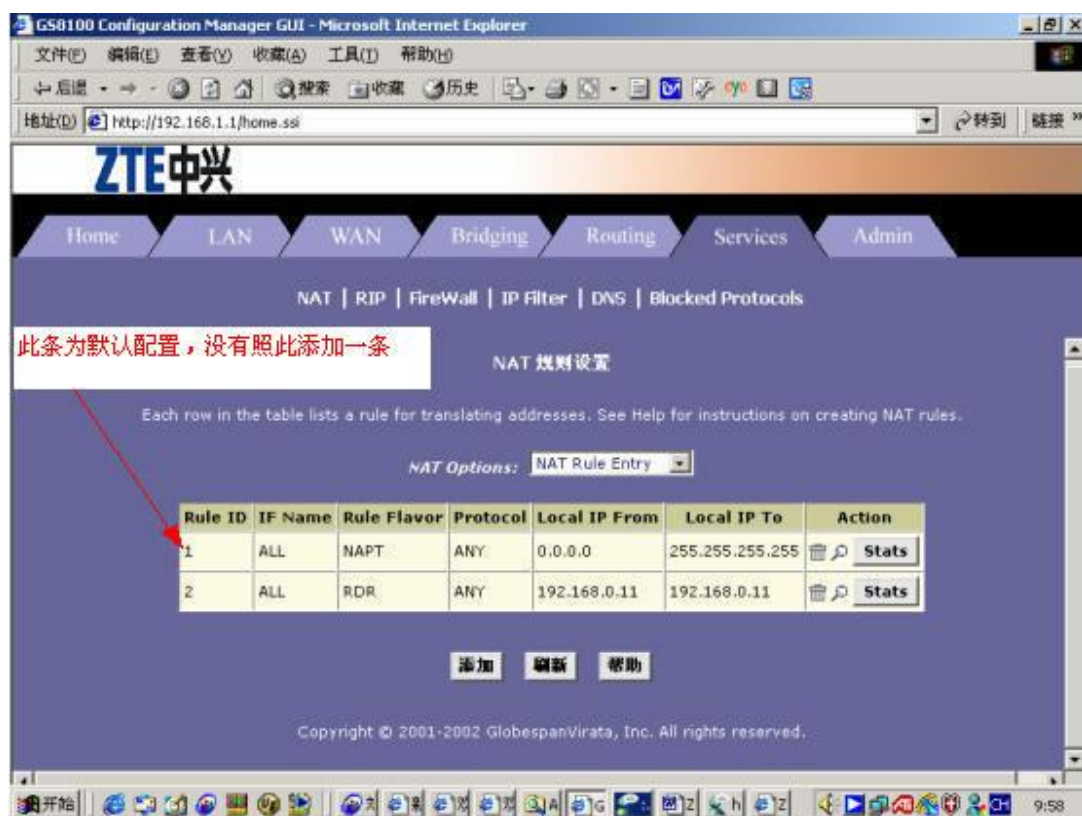 GS8100 Configuration Manager GUI - Microsoft Internet Explorer
文件(F) 编辑(E) 查看(V) 收藏(A) 工具(T) 帮助(H)
后退 搜索 收藏 历史
地址(D) http://192.168.1.1/home.ssi 转到 链接 »
ZTE中兴
Home LAN WAN Bridging Routing Services Admin
NAT | RIP | FireWall | IP Filter | DNS | Blocked Protocols
此条为默认配置，没有照此添加一条
NAT 规则设置
Each row in the table lists a rule for translating addresses. See Help for instructions on creating NAT rules.
NAT Options: NAT Rule Entry
Rule ID IF Name Rule Flavor Protocol Local IP From Local IP To Action
1 ALL NAPT ANY 0.0.0.0 255.255.255.255 Stats
2 ALL RDR ANY 192.168.0.11 192.168.0.11 Stats
添加 刷新 帮助
Copyright © 2001-2002 GlobespanVirata, Inc. All rights reserved.
开始 CH 9:58